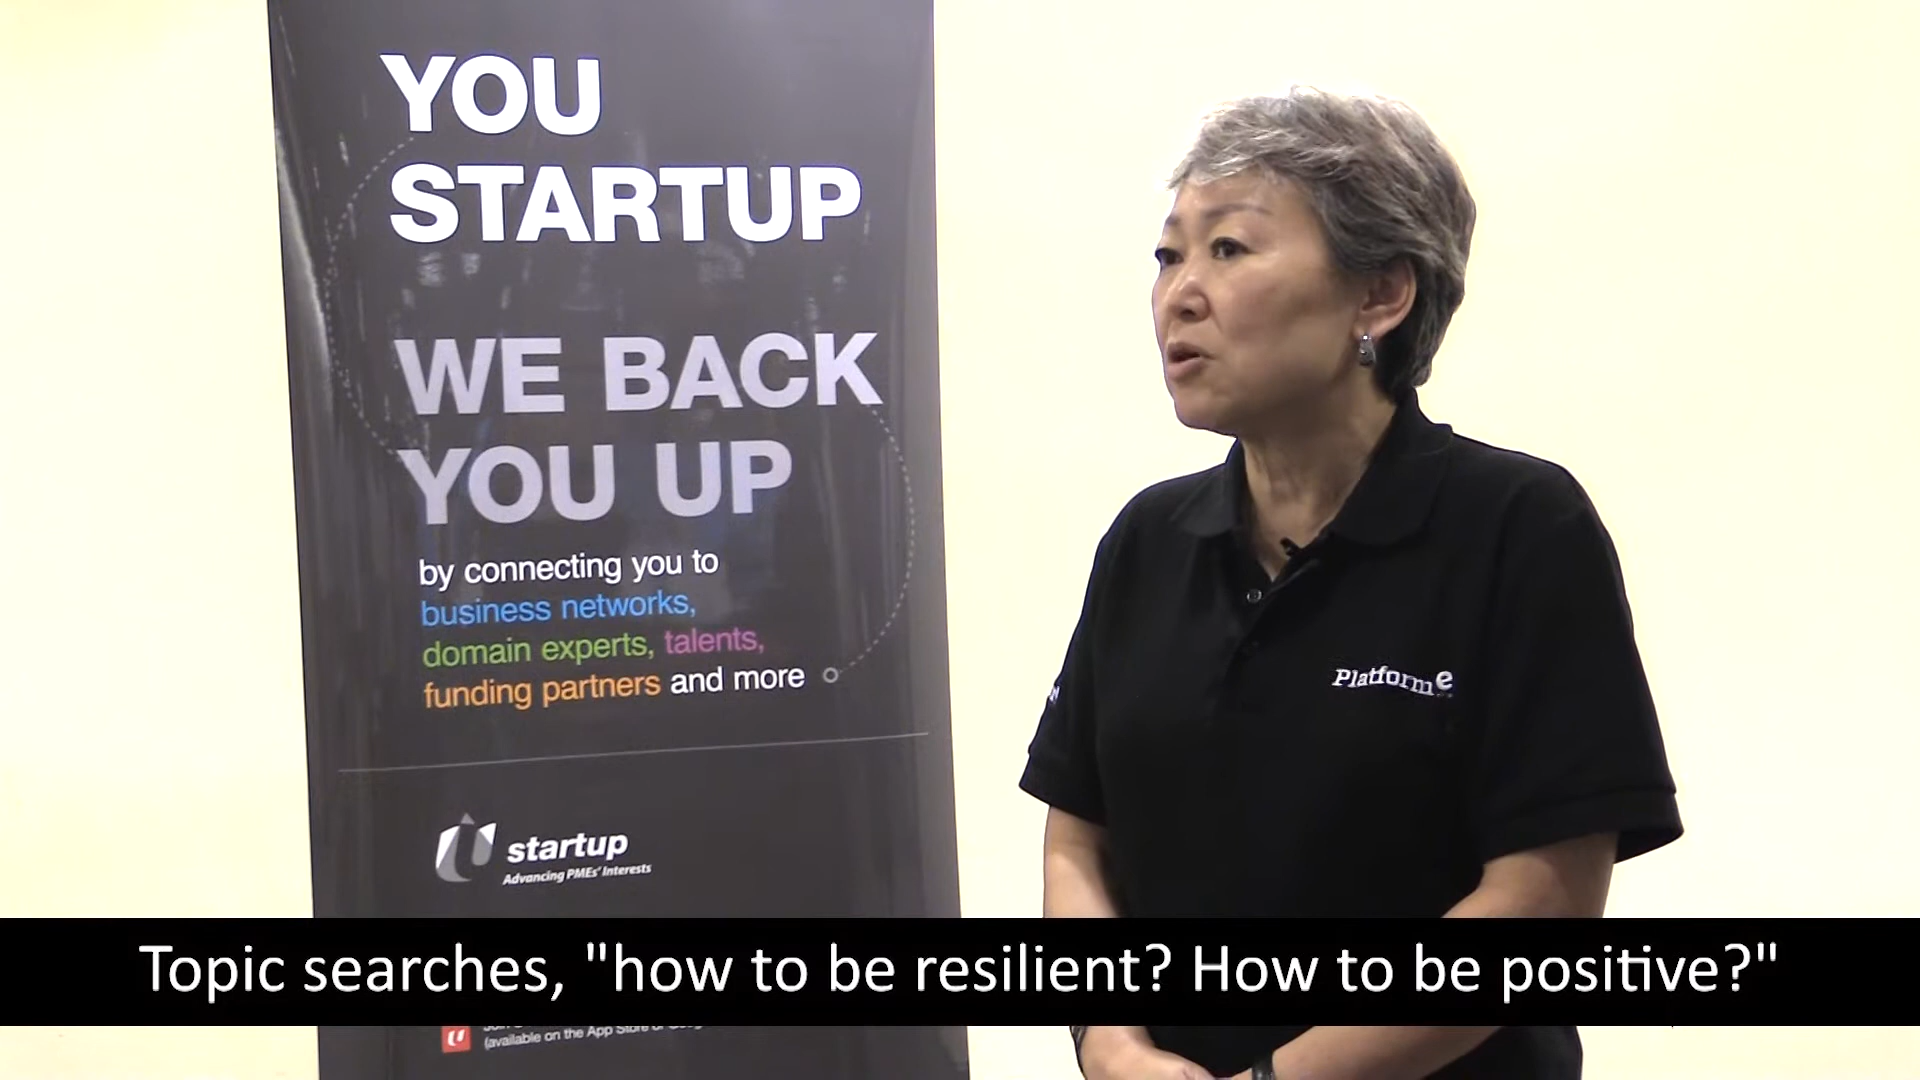 YOU
STARTUP
WE BACK
YOU UP
by connecting you to
business networks,
domain experts, talents,
funding partners and more
startup
Advancing PMEs' Interests
Platform e
Topic searches, "how to be resilient? How to be positive?"
(available on the App Store or